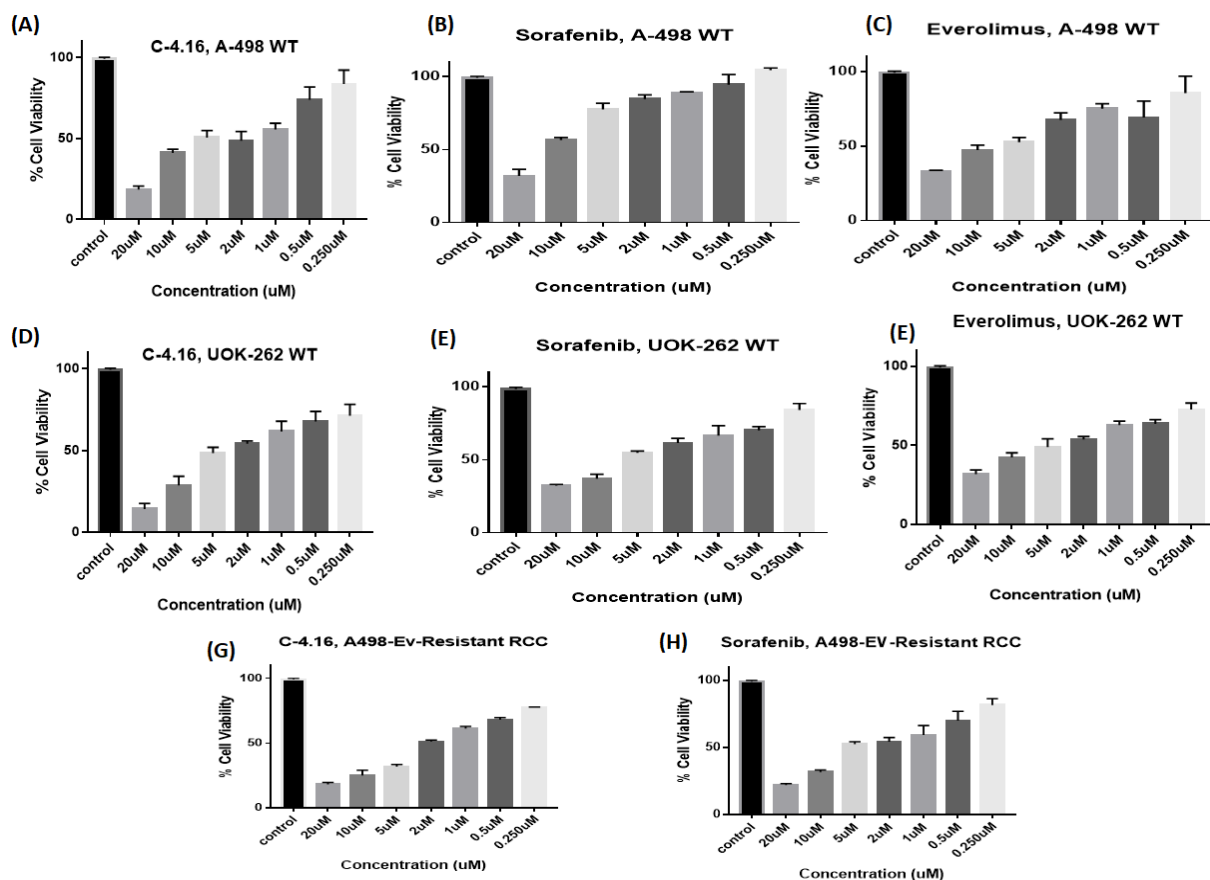 (A)
C-4.16, A-498 WT
% Cell Viability
100
50
0
control
20uM
10uM
5uM
2uM
1uM
0.5uM
0.250uM
Concentration (uM)
(B)
Sorafenib, A-498 WT
% Cell Viability
100
50
0
control
20uM
10uM
5uM
2uM
1uM
0.5uM
0.250uM
Concentration (uM)
(C)
Everolimus, A-498 WT
% Cell Viability
100
50
0
control
20uM
10uM
5uM
2uM
1uM
0.5uM
0.250uM
Concentration (uM)
(D)
C-4.16, UOK-262 WT
% Cell Viability
100
50
0
control
20uM
10uM
5uM
2uM
1uM
0.5uM
0.250uM
Concentration (uM)
(E)
Sorafenib, UOK-262 WT
% Cell Viability
100
50
0
control
20uM
10uM
5uM
2uM
1uM
0.5uM
0.250uM
Concentration (uM)
(E)
Everolimus, UOK-262 WT
% Cell Viability
100
50
0
control
20uM
10uM
5uM
2uM
1uM
0.5uM
0.250uM
Concentration (uM)
(G)
C-4.16, A498-Ev-Resistant RCC
% Cell Viability
100
50
0
control
20uM
10uM
5uM
2uM
1uM
0.5uM
0.250uM
Concentration (uM)
(H)
Sorafenib, A498-EV-Resistant RCC
% Cell Viability
100
50
0
control
20uM
10uM
5uM
2uM
1uM
0.5uM
0.250uM
Concentration (uM)